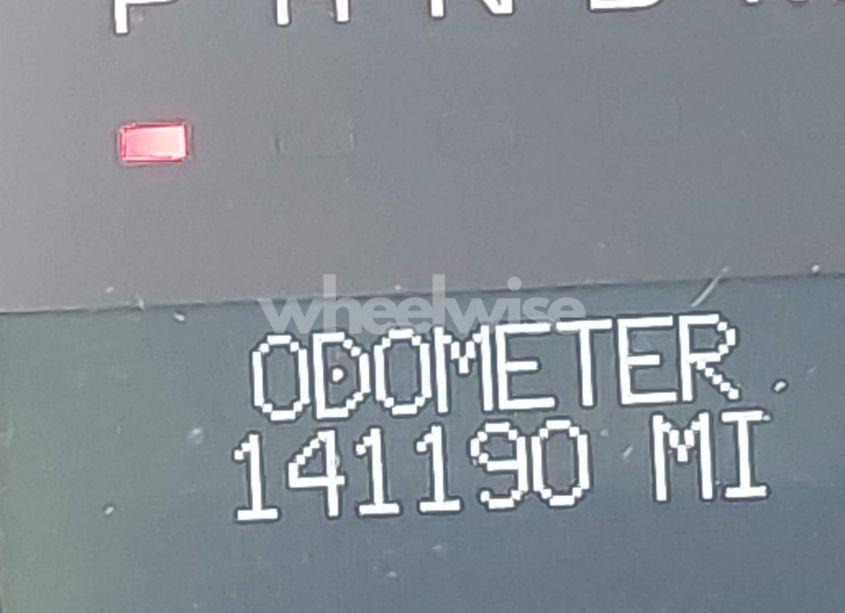 P R N D
wheelwise
ODOMETER
141190 MI